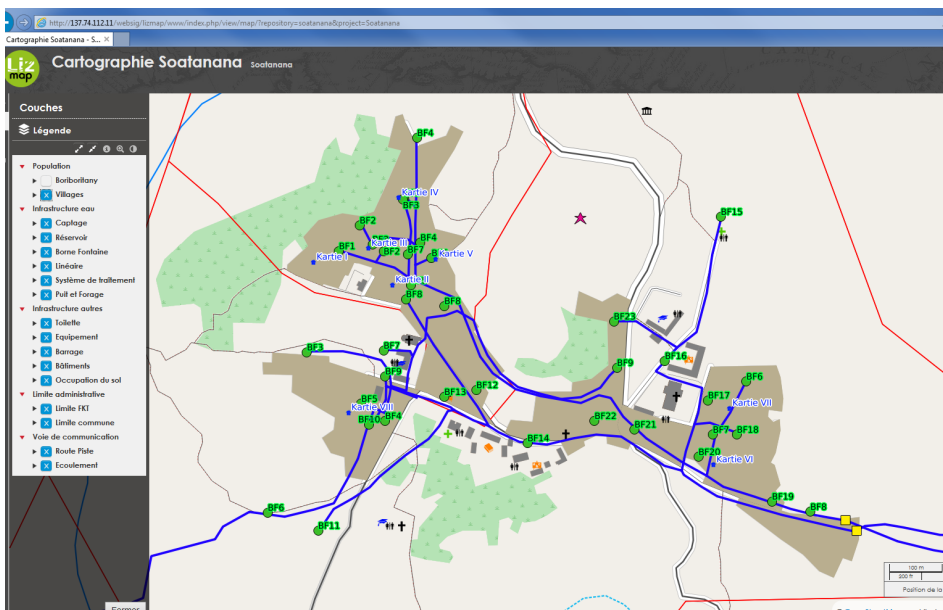 http://137.74.112.11/websig/lizmap/www/index.php/view/map/?repository=soatanana&project=Soatanana
Cartographie Soatanana - S...
Liz map
Cartographie Soatanana Soatanana
Couches
Légende
Population
Boriboritany
Villages
Infrastructure eau
Captage
Réservoir
Borne Fontaine
Linéaire
Système de traitement
Puit et Forage
Infrastructure autres
Toilette
Equipement
Barrage
Bâtiments
Occupation du sol
Limite administrative
Limite FKT
Limite commune
Voie de communication
Route Piste
Ecoulement
Fermer
BF4
Kartie IV
BF3
BF2
BF15
BF1
Kartie III
BF2
BF4
BF7
Kartie V
Kartie I
Kartie II
BF8
BF8
BF23
BF3
BF7
BF16
BF9
BF9
BF6
BF12
BF13
BF5
BF17
Kartie VIII
Kartie VII
BF10
BF4
BF22
BF21
BF7
BF18
BF14
BF20
Kartie VI
BF19
BF8
BF6
BF11
100 m
200 ft
Position de la